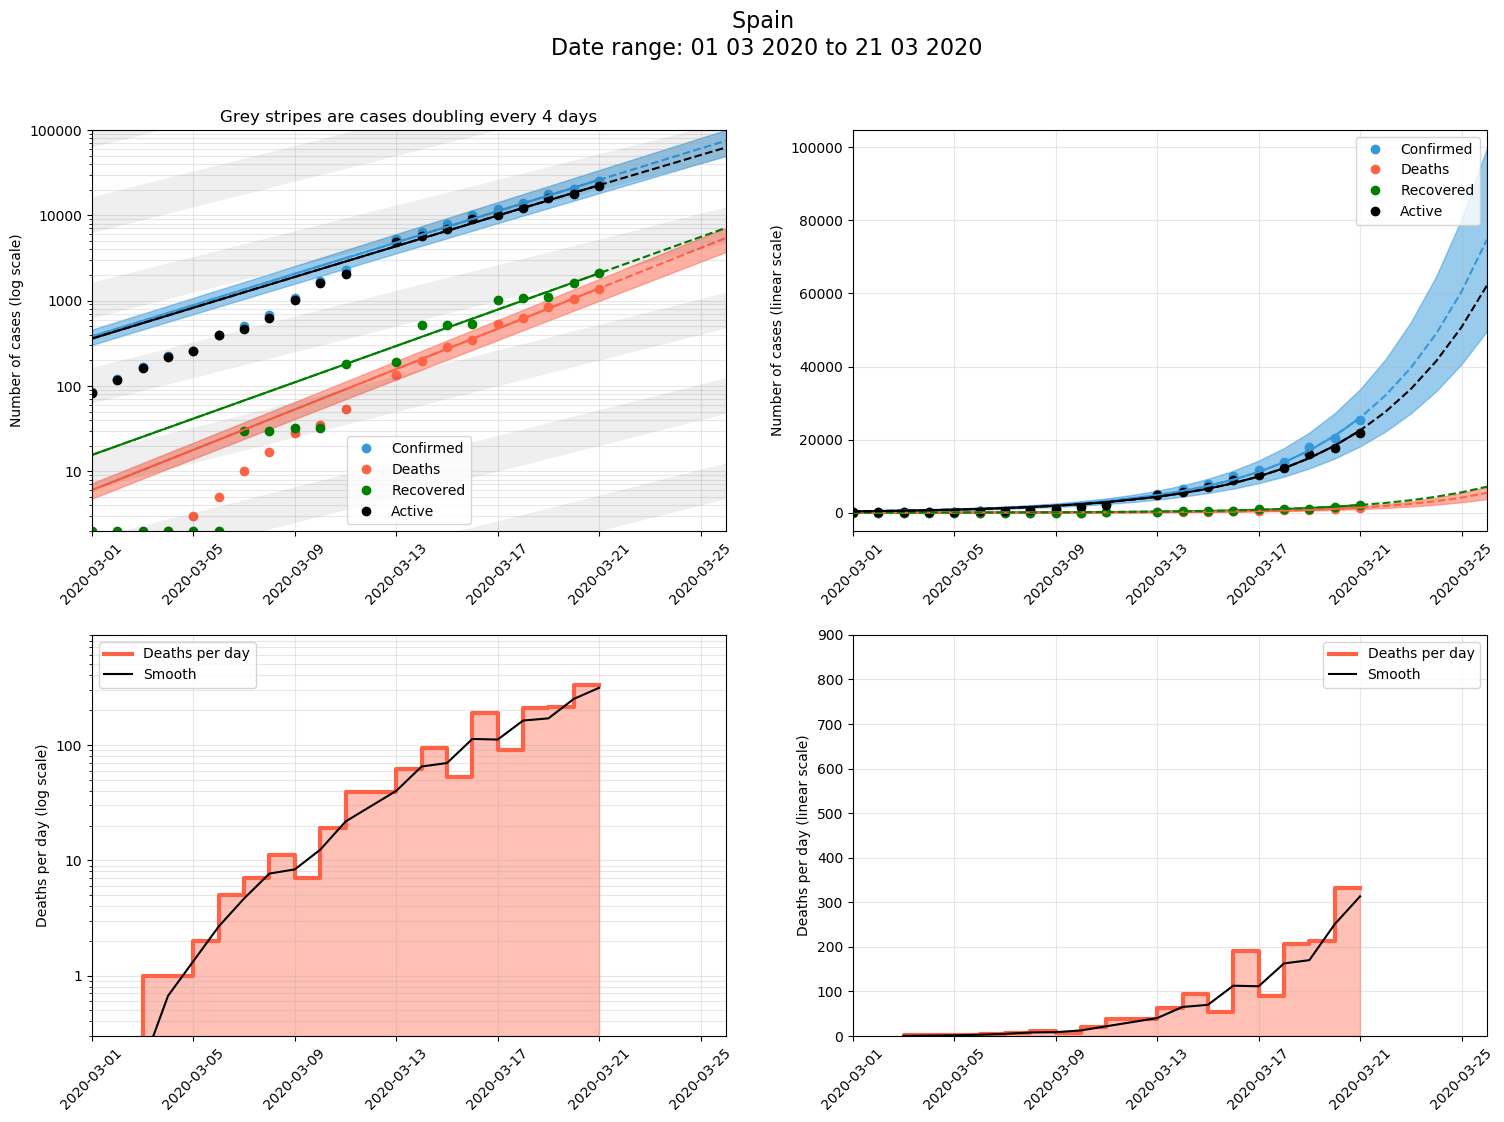 Spain
Date range: 01 03 2020 to 21 03 2020
Grey stripes are cases doubling every 4 days
Number of cases (log scale)
100000
10000
1000
100
10
Confirmed
Deaths
Recovered
Active
2020-03-01
2020-03-05
2020-03-09
2020-03-13
2020-03-17
2020-03-21
2020-03-25
Number of cases (linear scale)
100000
80000
60000
40000
20000
0
Confirmed
Deaths
Recovered
Active
2020-03-01
2020-03-05
2020-03-09
2020-03-13
2020-03-17
2020-03-21
2020-03-25
Deaths per day (log scale)
100
10
1
Deaths per day
Smooth
2020-03-01
2020-03-05
2020-03-09
2020-03-13
2020-03-17
2020-03-21
2020-03-25
Deaths per day (linear scale)
900
800
700
600
500
400
300
200
100
0
Deaths per day
Smooth
2020-03-01
2020-03-05
2020-03-09
2020-03-13
2020-03-17
2020-03-21
2020-03-25